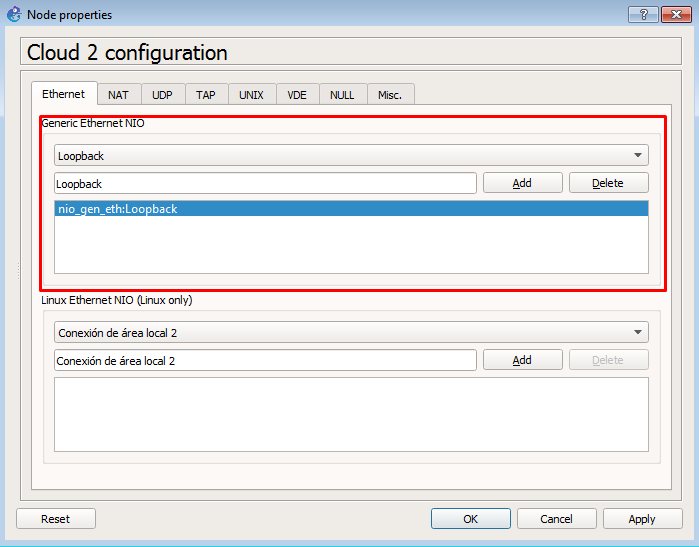 Node properties
Cloud 2 configuration
Ethernet NAT UDP TAP UNIX VDE NULL Misc.
Generic Ethernet NIO
Loopback
Loopback Add Delete
nio_gen_eth:Loopback
Linux Ethernet NIO (Linux only)
Conexión de área local 2
Conexión de área local 2 Add Delete
Reset OK Cancel Apply